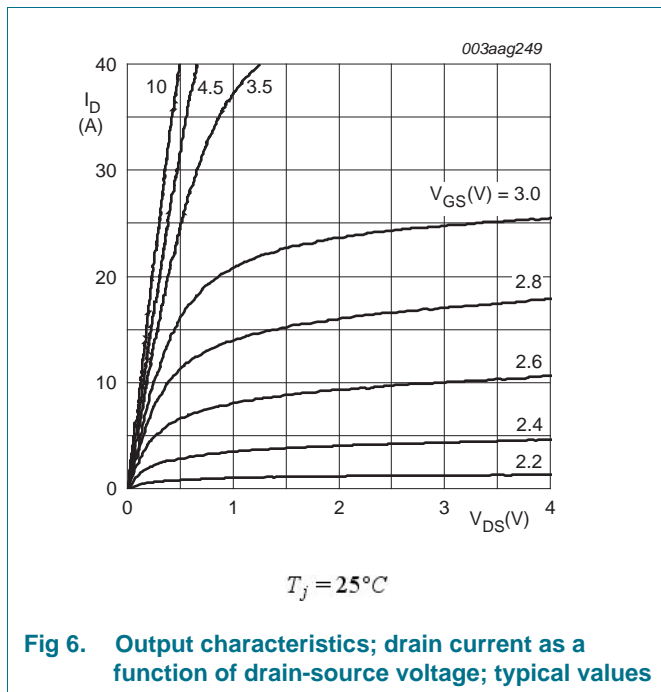 003aag249
40
I_D
(A)
10
4.5
3.5
30
V_GS(V) = 3.0
20
2.8
10
2.6
2.4
2.2
0
0 1 2 3 4
V_DS(V)
T_j = 25°C
Fig 6. Output characteristics; drain current as a
function of drain-source voltage; typical values